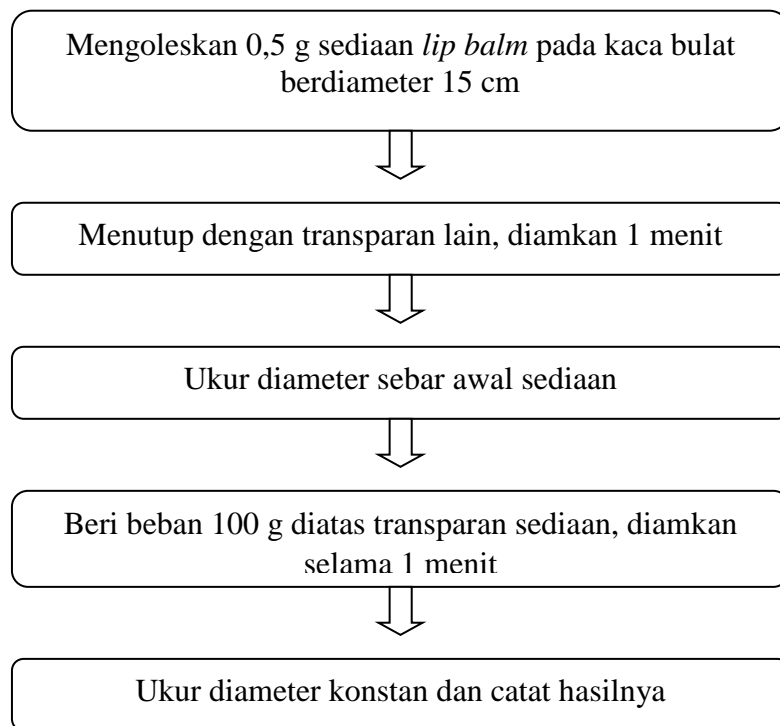 Mengoleskan 0,5 g sediaan lip balm pada kaca bulat
berdiameter 15 cm
Menutup dengan transparan lain, diamkan 1 menit
Ukur diameter sebar awal sediaan
Beri beban 100 g diatas transparan sediaan, diamkan
selama 1 menit
Ukur diameter konstan dan catat hasilnya